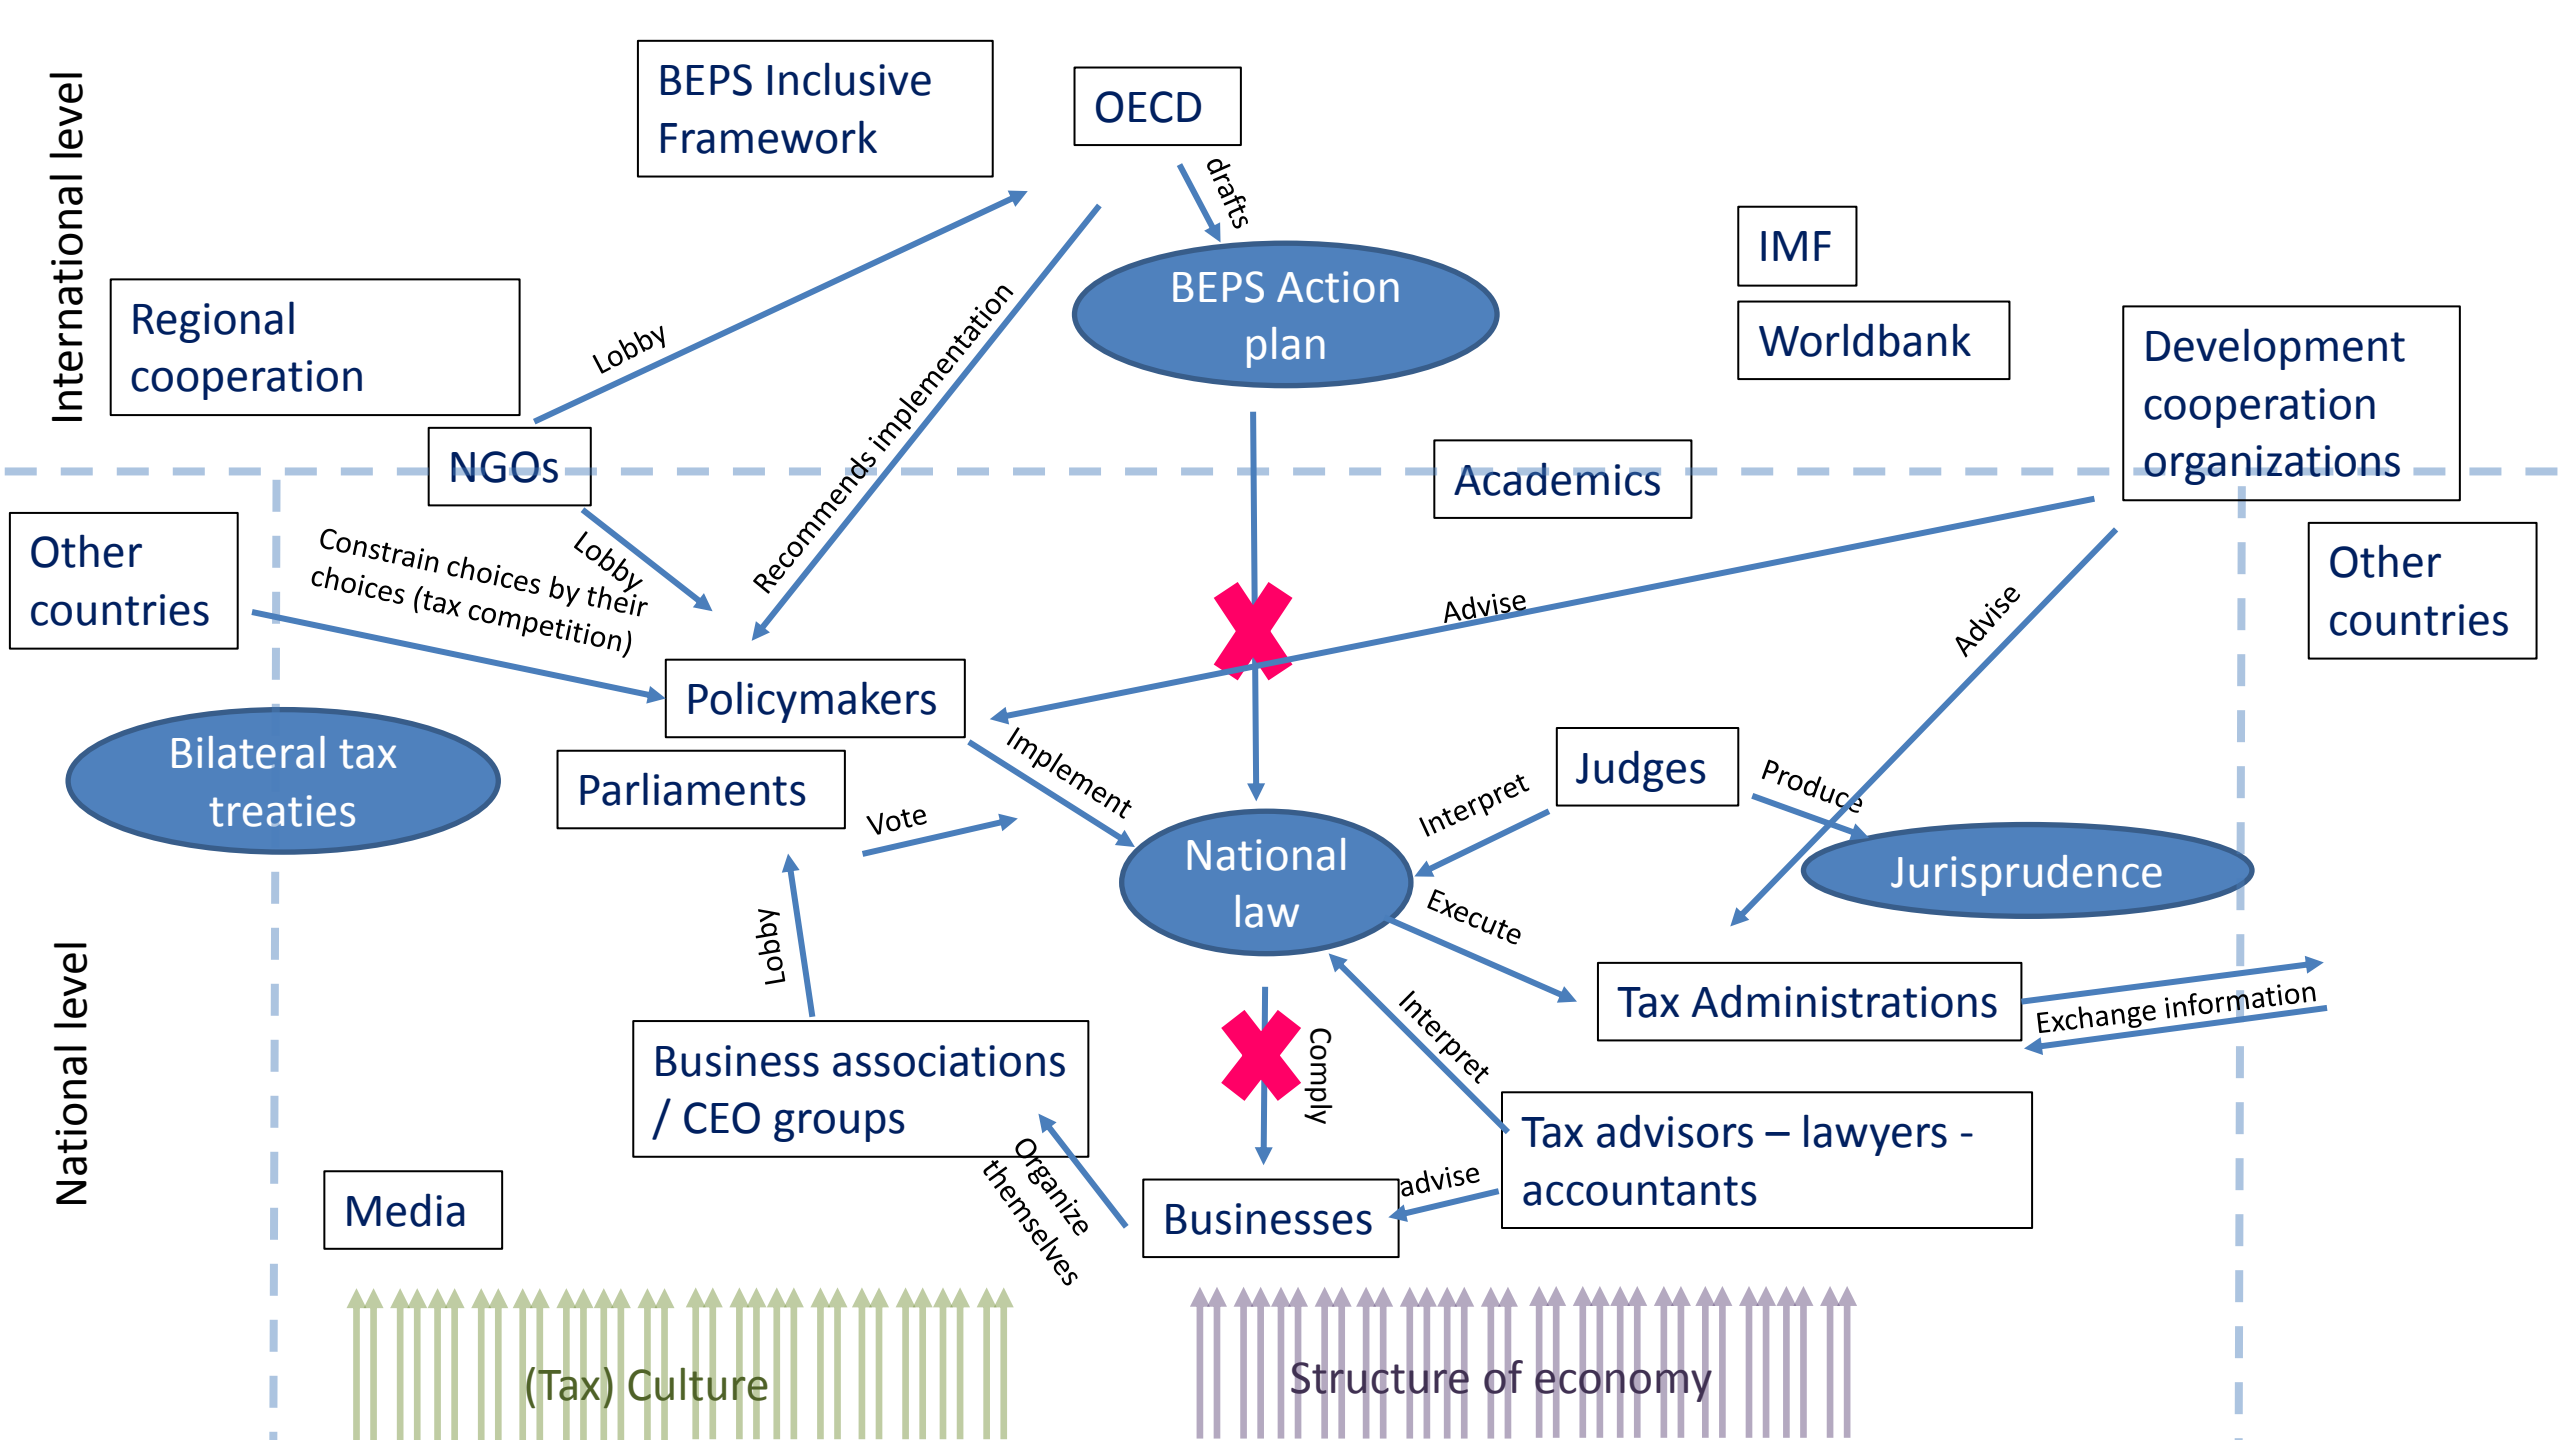 International level
BEPS Inclusive
Framework
OECD
drafts
BEPS Action
plan
IMF
Worldbank
Regional
cooperation
Development
cooperation
organizations
Lobby
Recommends implementation
NGOs
Academics
Other
countries
Constrain choices by their
choices (tax competition)
Lobby
Advise
Advise
Other
countries
Policymakers
Bilateral tax
treaties
Parliaments
Implement
Vote
Judges
Interpret
Produce
National
law
Jurisprudence
Execute
National level
Lobby
Tax Administrations
Exchange information
Business associations
/ CEO groups
Comply
Interpret
Tax advisors – lawyers -
accountants
Organize
themselves
advise
Media
Businesses
(Tax) Culture
Structure of economy